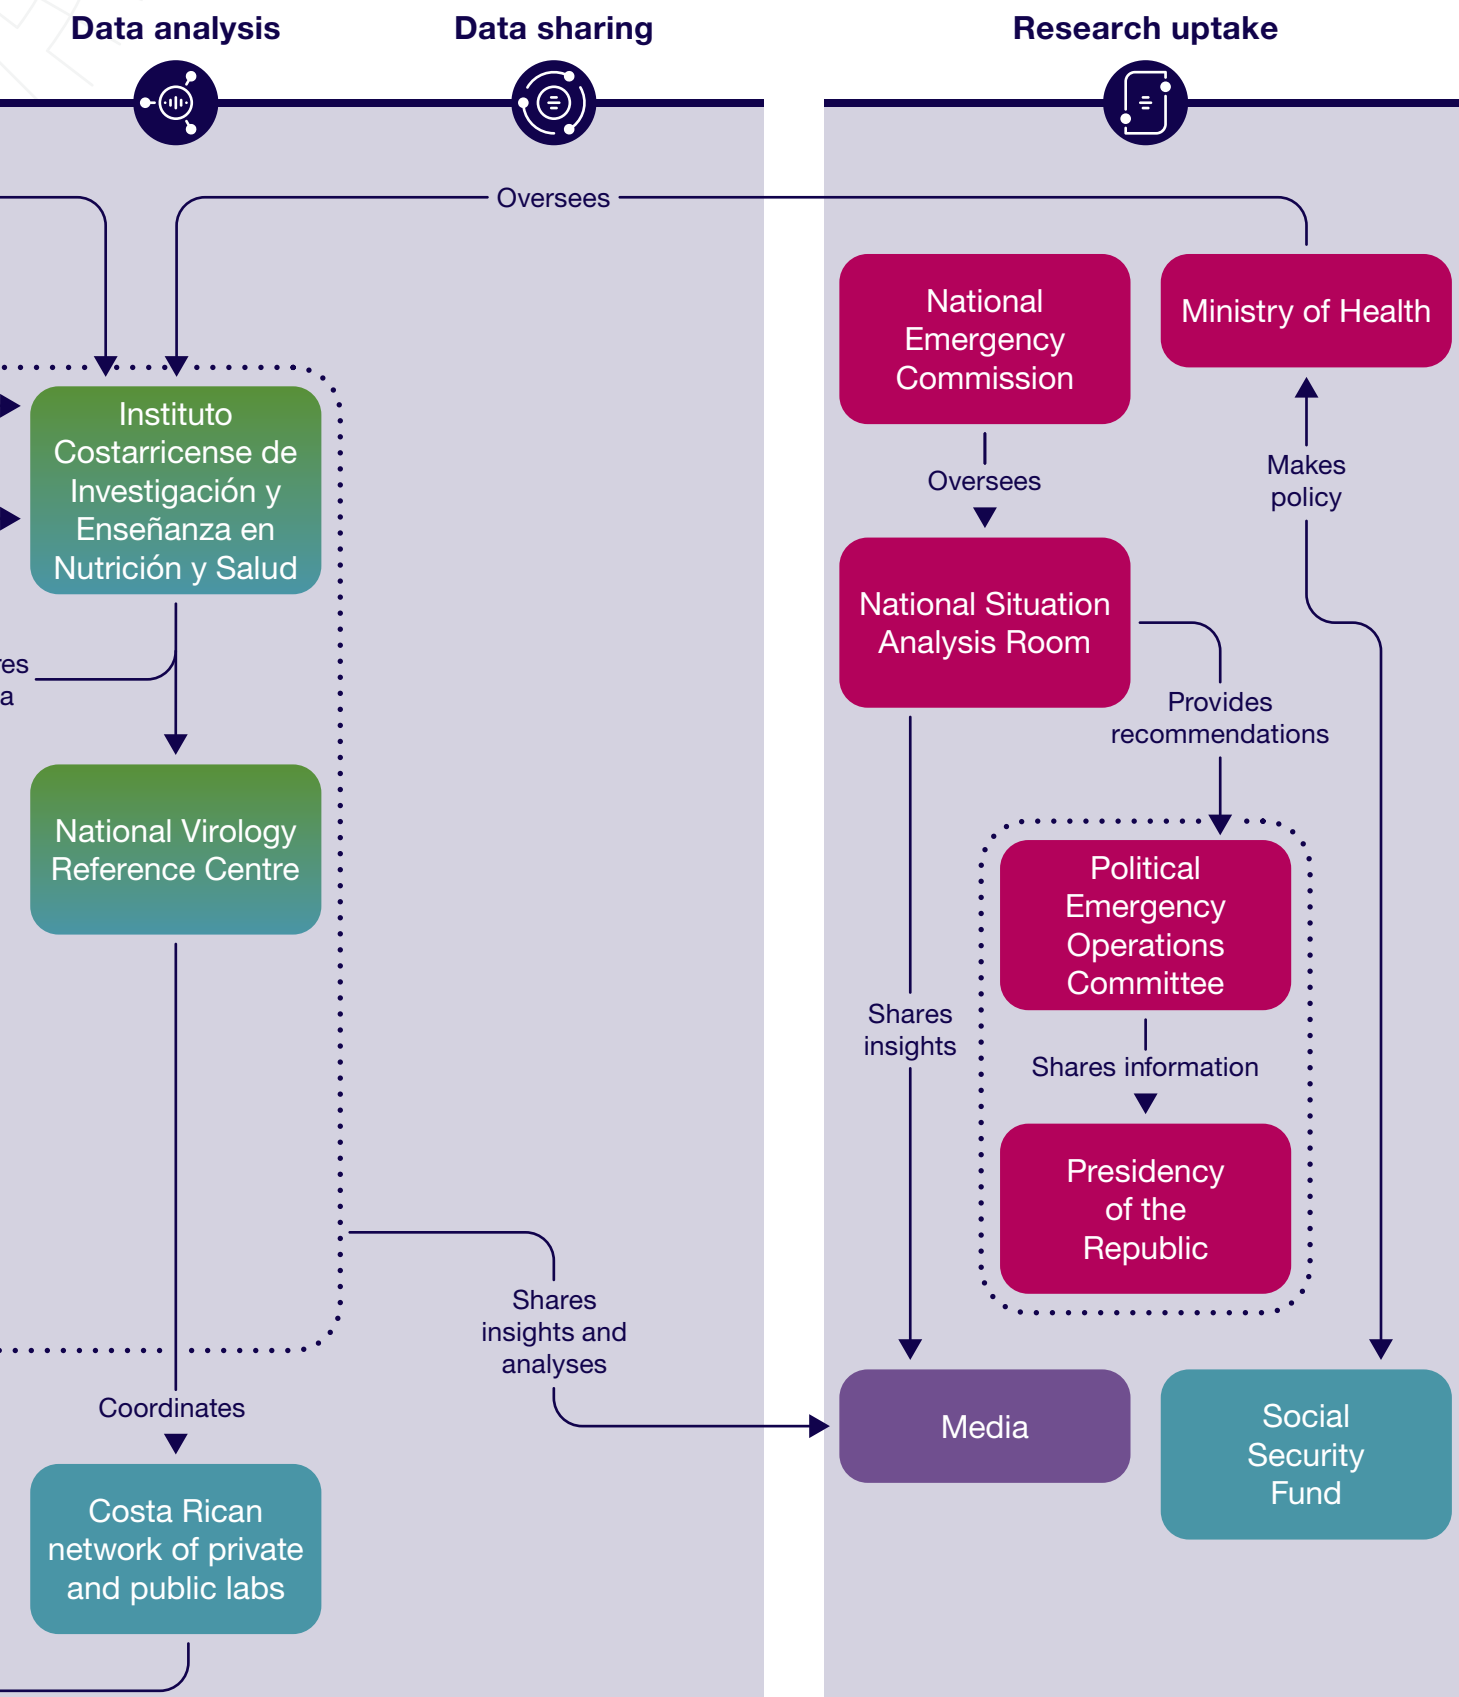 Data analysis
Data sharing
Research uptake
Oversees
National
Emergency
Commission
Ministry of Health
Instituto
Costarricense de
Investigación y
Enseñanza en
Nutrición y Salud
Oversees
Makes
policy
National Situation
Analysis Room
Provides
recommendations
National Virology
Reference Centre
Political
Emergency
Operations
Committee
Shares
insights
Shares information
Presidency
of the
Republic
Shares
insights and
analyses
Coordinates
Media
Social
Security
Fund
Costa Rican
network of private
and public labs